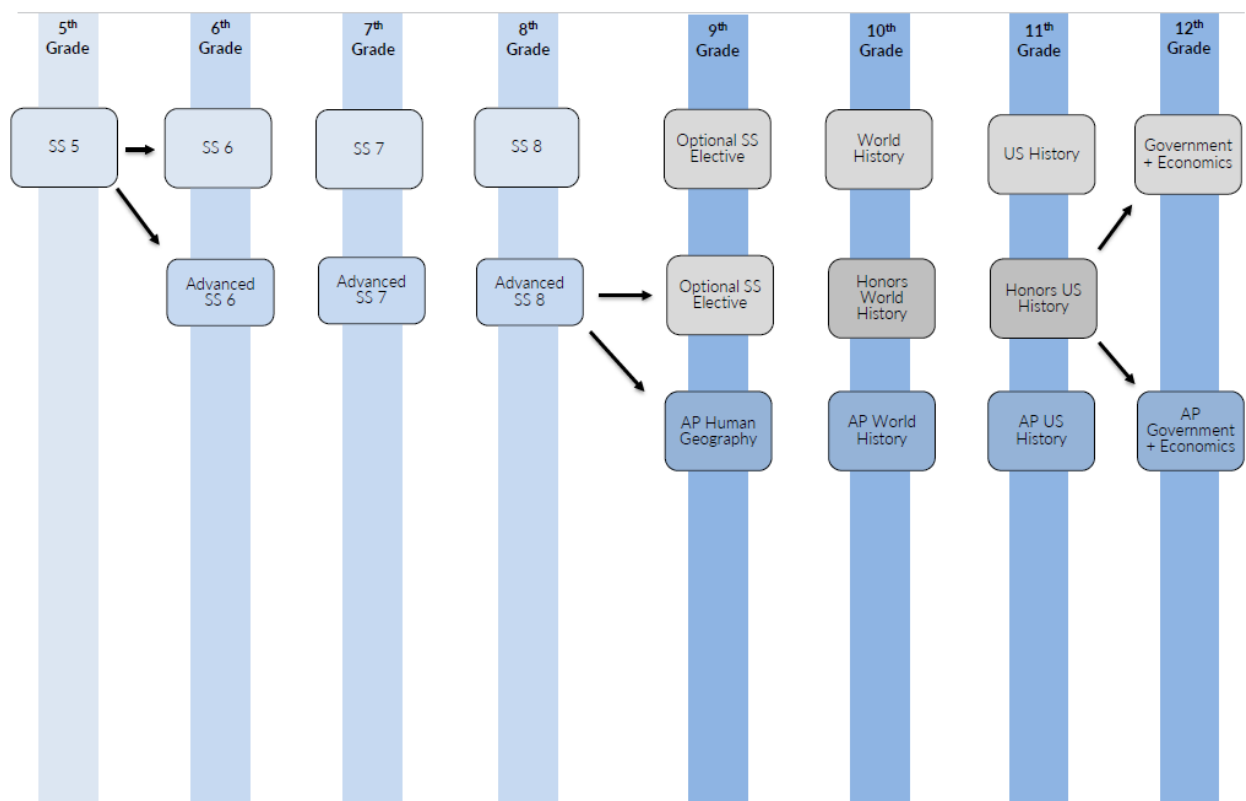 5th
Grade
6th
Grade
7th
Grade
8th
Grade
9th
Grade
10th
Grade
11th
Grade
12th
Grade
SS 5
SS 6
SS 7
SS 8
Optional SS
Elective
World
History
US History
Government
+ Economics
Advanced
SS 6
Advanced
SS 7
Advanced
SS 8
Optional SS
Elective
Honors
World
History
Honors US
History
AP Human
Geography
AP World
History
AP US
History
AP
Government
+ Economics